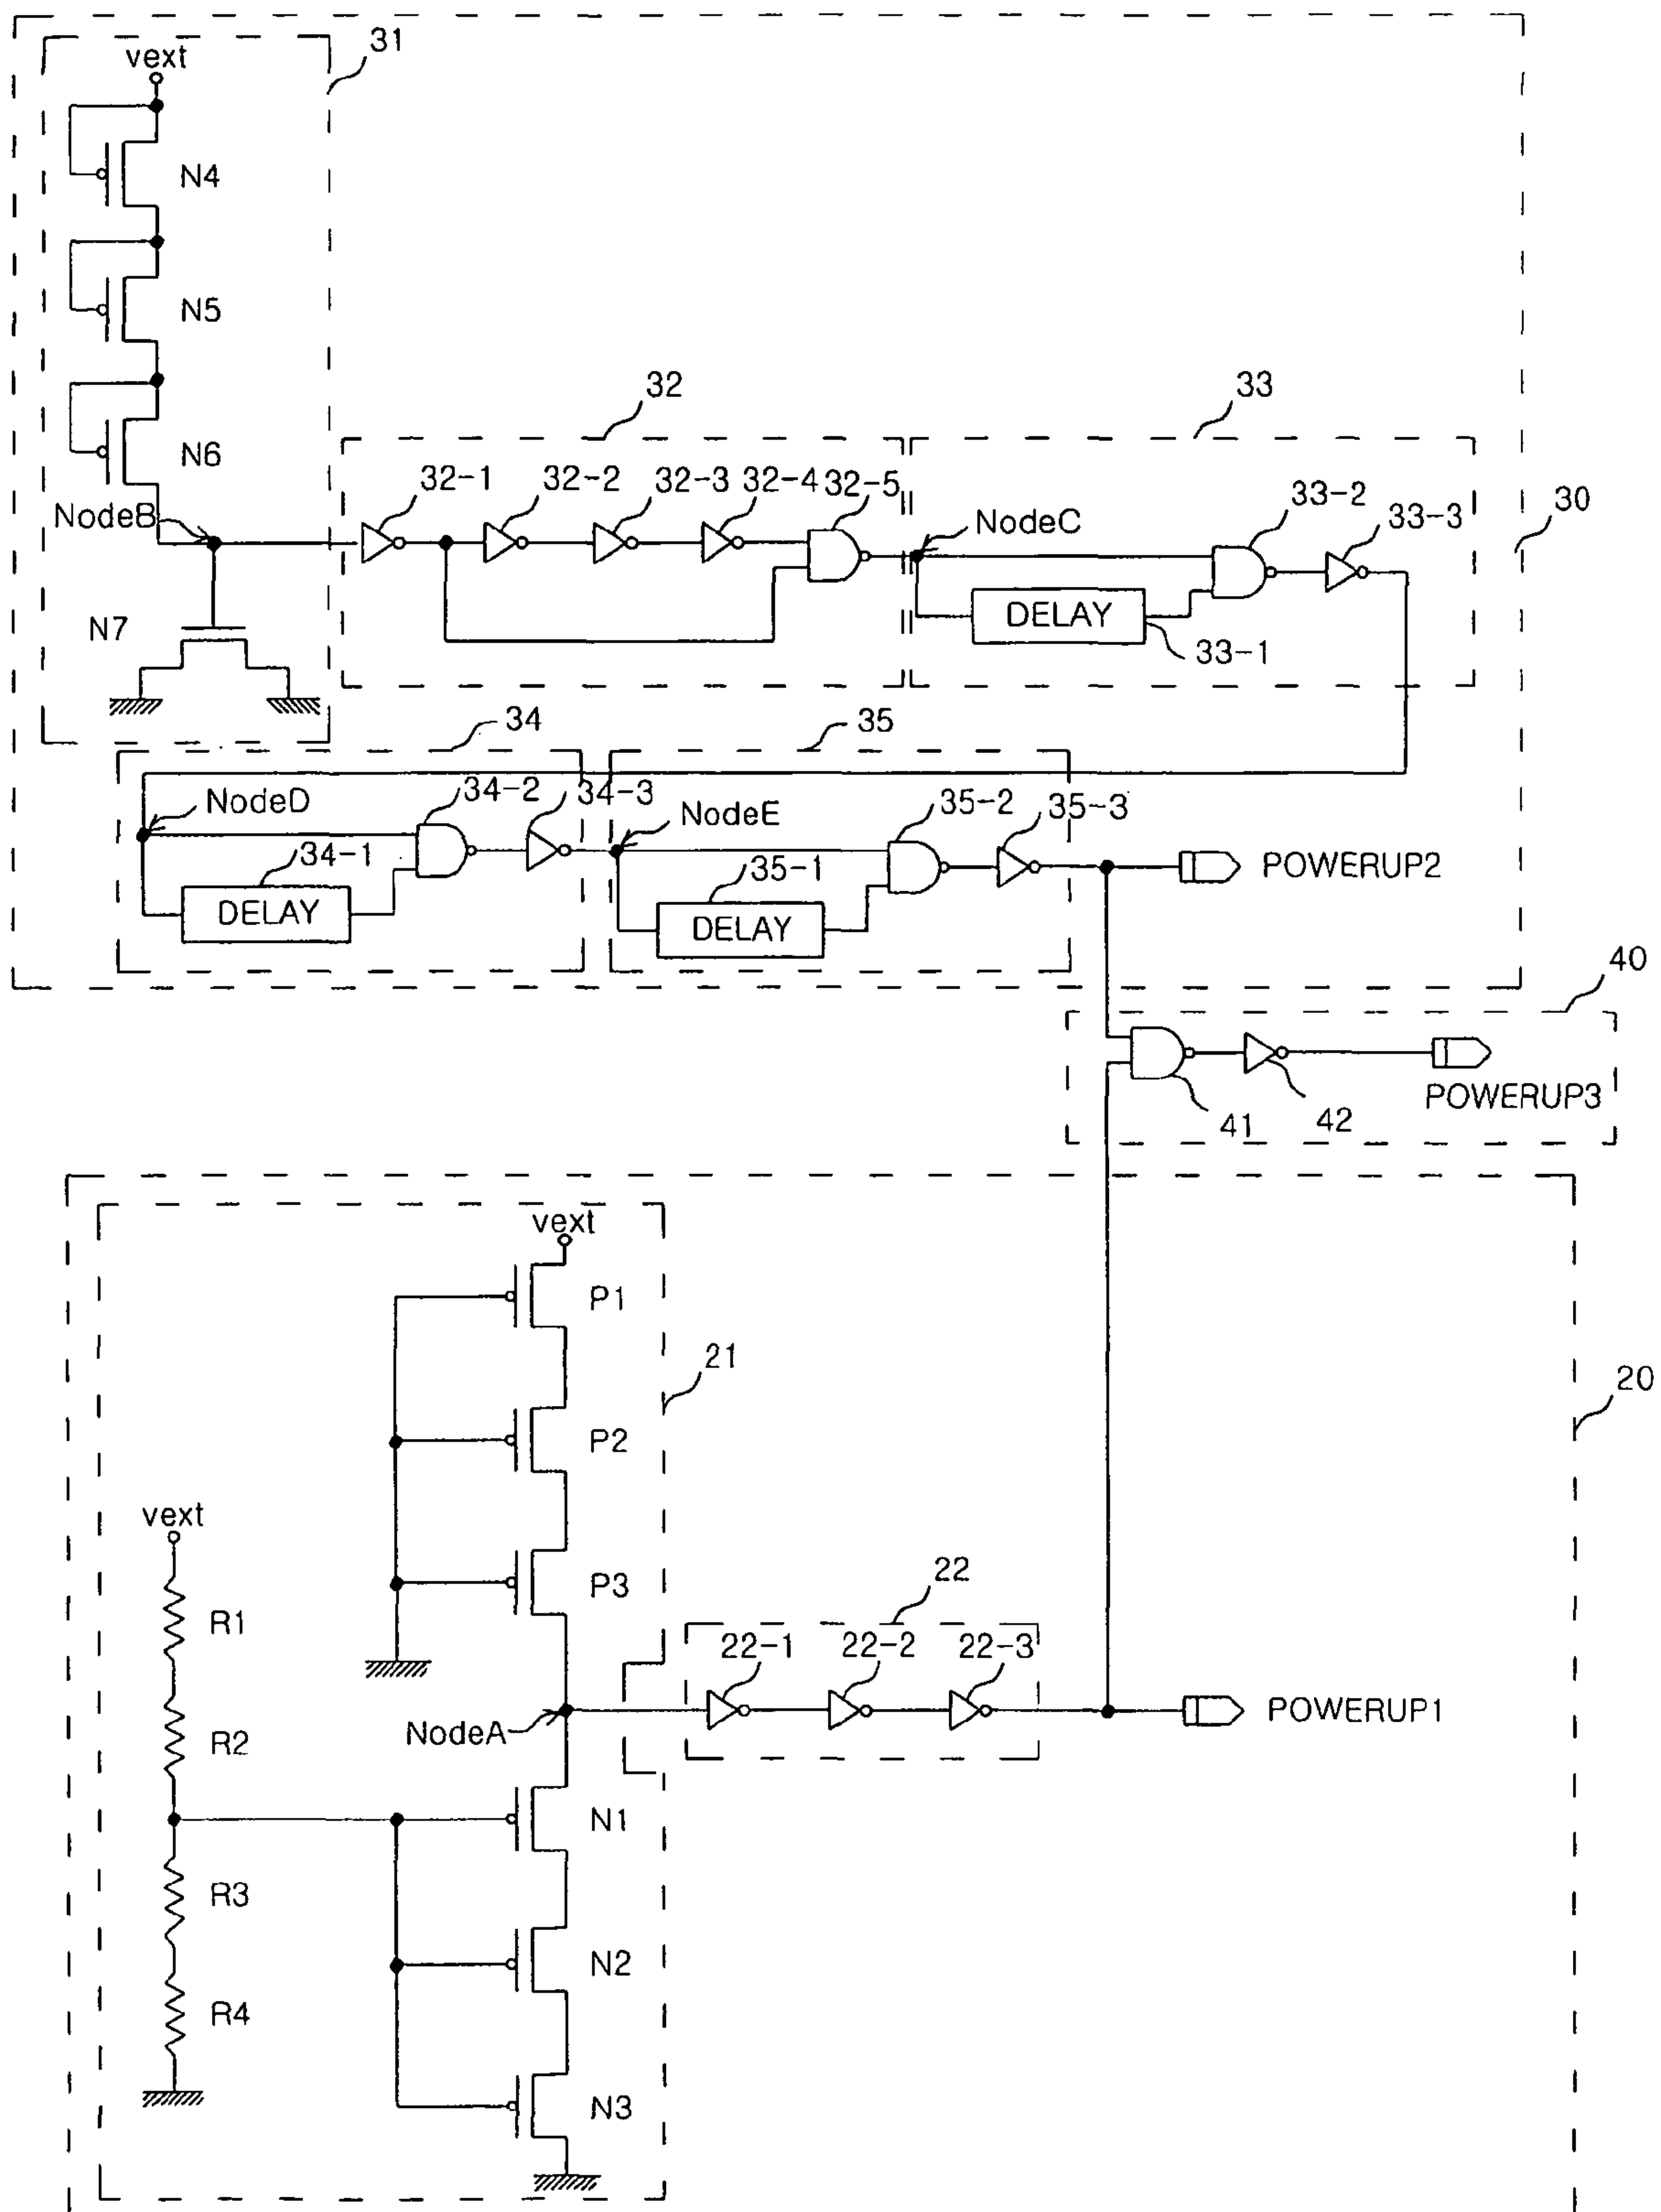 31
vext
N4
N5
N6
NodeB
N7
32
32-1
32-2
32-3
32-4
32-5
33
NodeC
33-2
33-3
DELAY
33-1
30
34
NodeD
34-2
34-3
34-1
DELAY
35
NodeE
35-2
35-3
35-1
DELAY
POWERUP2
40
41
42
POWERUP3
vext
P1
21
20
P2
vext
P3
R1
22
22-1
22-2
22-3
R2
NodeA
POWERUP1
N1
R3
N2
R4
N3